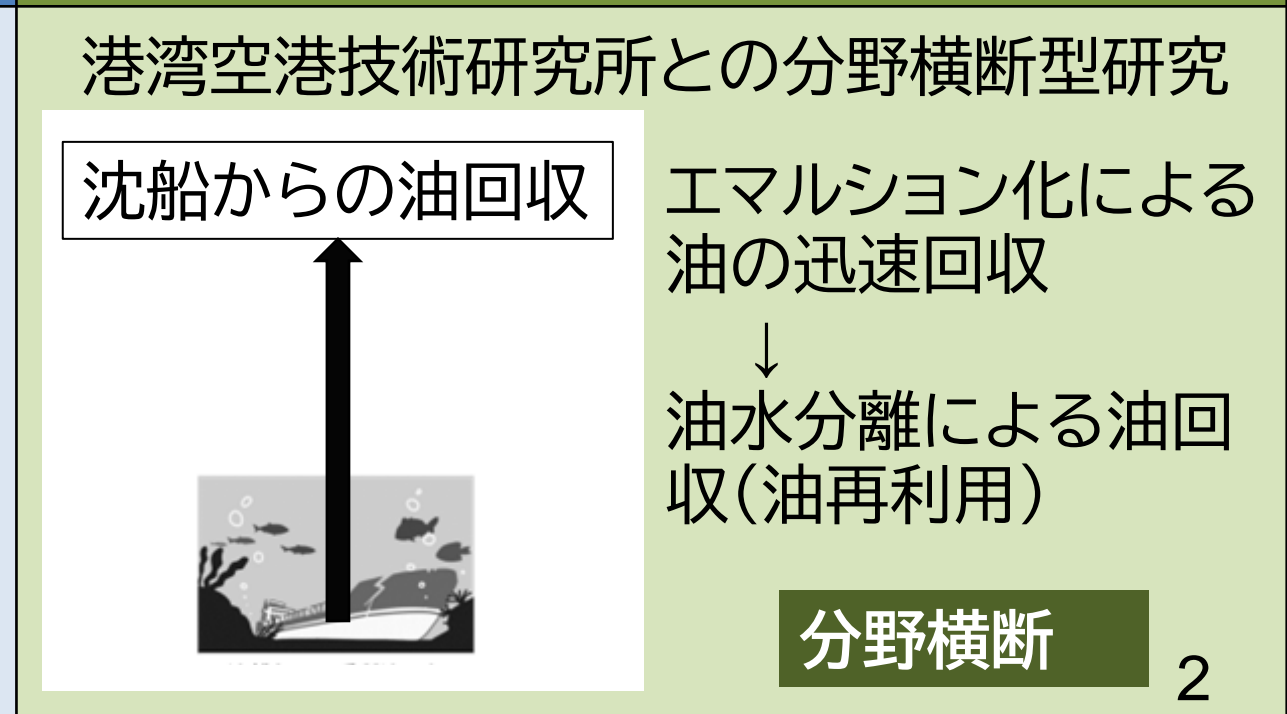 港湾空港技術研究所との分野横断型研究
沈船からの油回収
エマルション化による
油の迅速回収
↓
油水分離による油回
収(油再利用)
分野横断
2